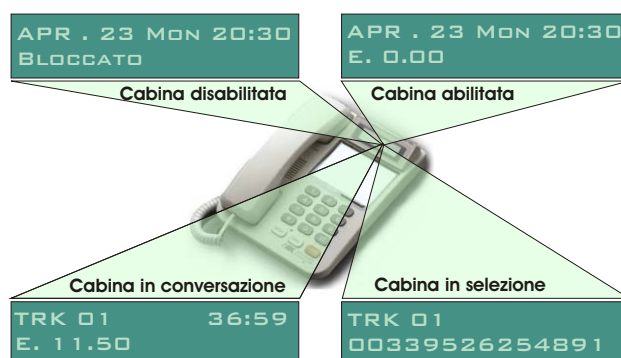 APR . 23 MON 20:30
BLOCCATO
APR . 23 MON 20:30
E. 0.00
Cabina disabilitata
Cabina abilitata
Cabina in conversazione
Cabina in selezione
TRK 01 36:59
E. 11.50
TRK 01
00339526254891